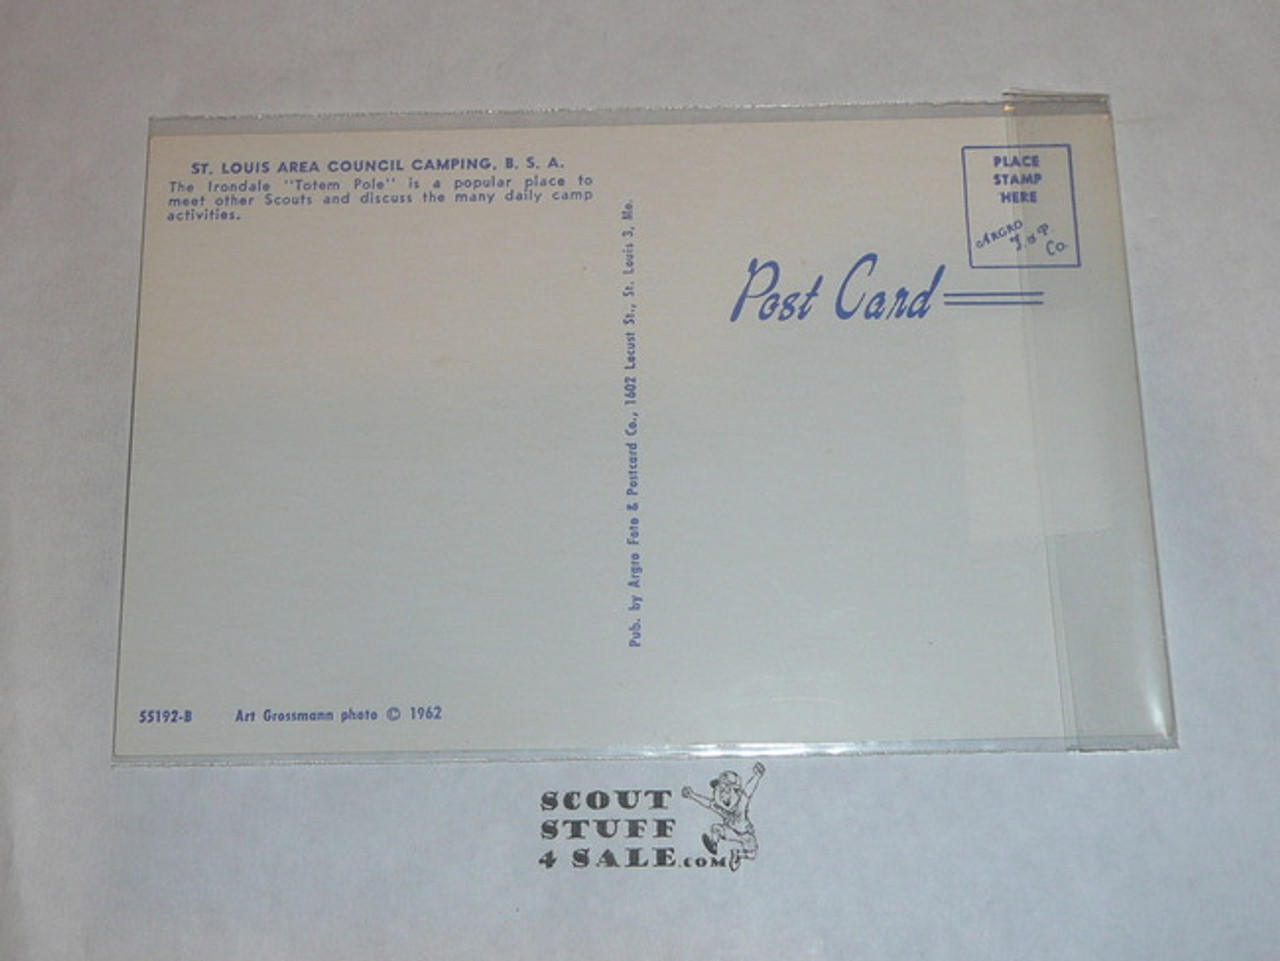 ST. LOUIS AREA COUNCIL CAMPING, B. S. A.
The Irondale "Totem Pole" is a popular place to
meet other Scouts and discuss the many daily camp
activities.
Pub. by Argro Foto & Postcard Co., 1602 Locust St., St. Louis 3, Mo.
PLACE
STAMP
HERE
ARGRO
F. & P.
Co.
Post Card
55192-B Art Grossmann photo © 1962
SCOUT
STUFF
4 SALE.COM